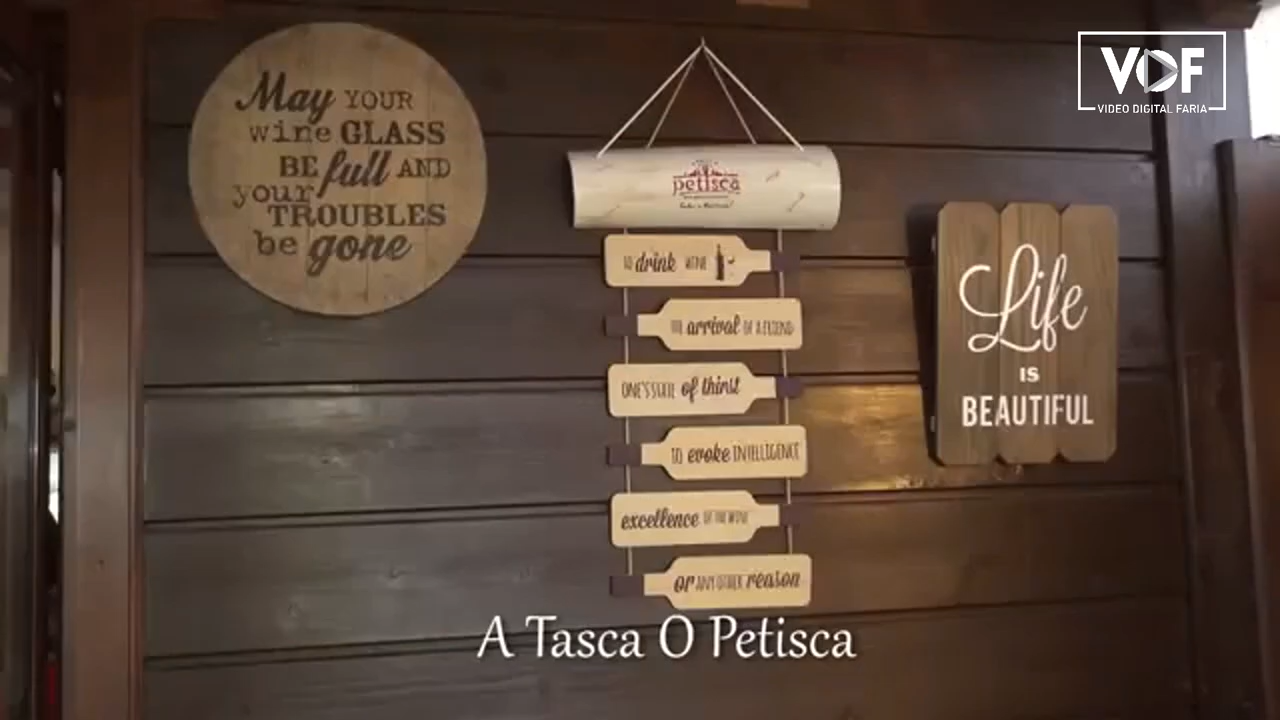 May YOUR
wine GLASS
BE full AND
your
TROUBLES
be gone
petisca
TO drink WINE
THE arrival OF A FRIEND
ONE'S STATE of thirst
TO evoke INTELLIGENCE
excellence OF THE WINE
or ANY OTHER reason
Life
IS
BEAUTIFUL
VDF
VIDEO DIGITAL FARIA
A Tasca O Petisca